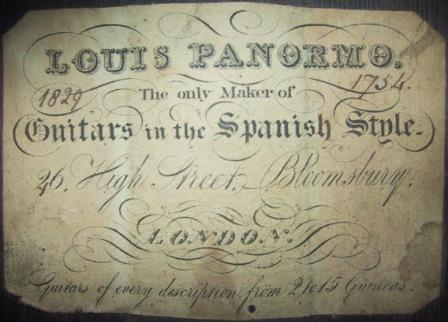 LOUIS PANORMO.
1829 The only Maker of 1754.
Guitars in the Spanish Style.
46. High Street, Bloomsbury.
LONDON.
Guitars of every description from 2 to 15 Guineas.